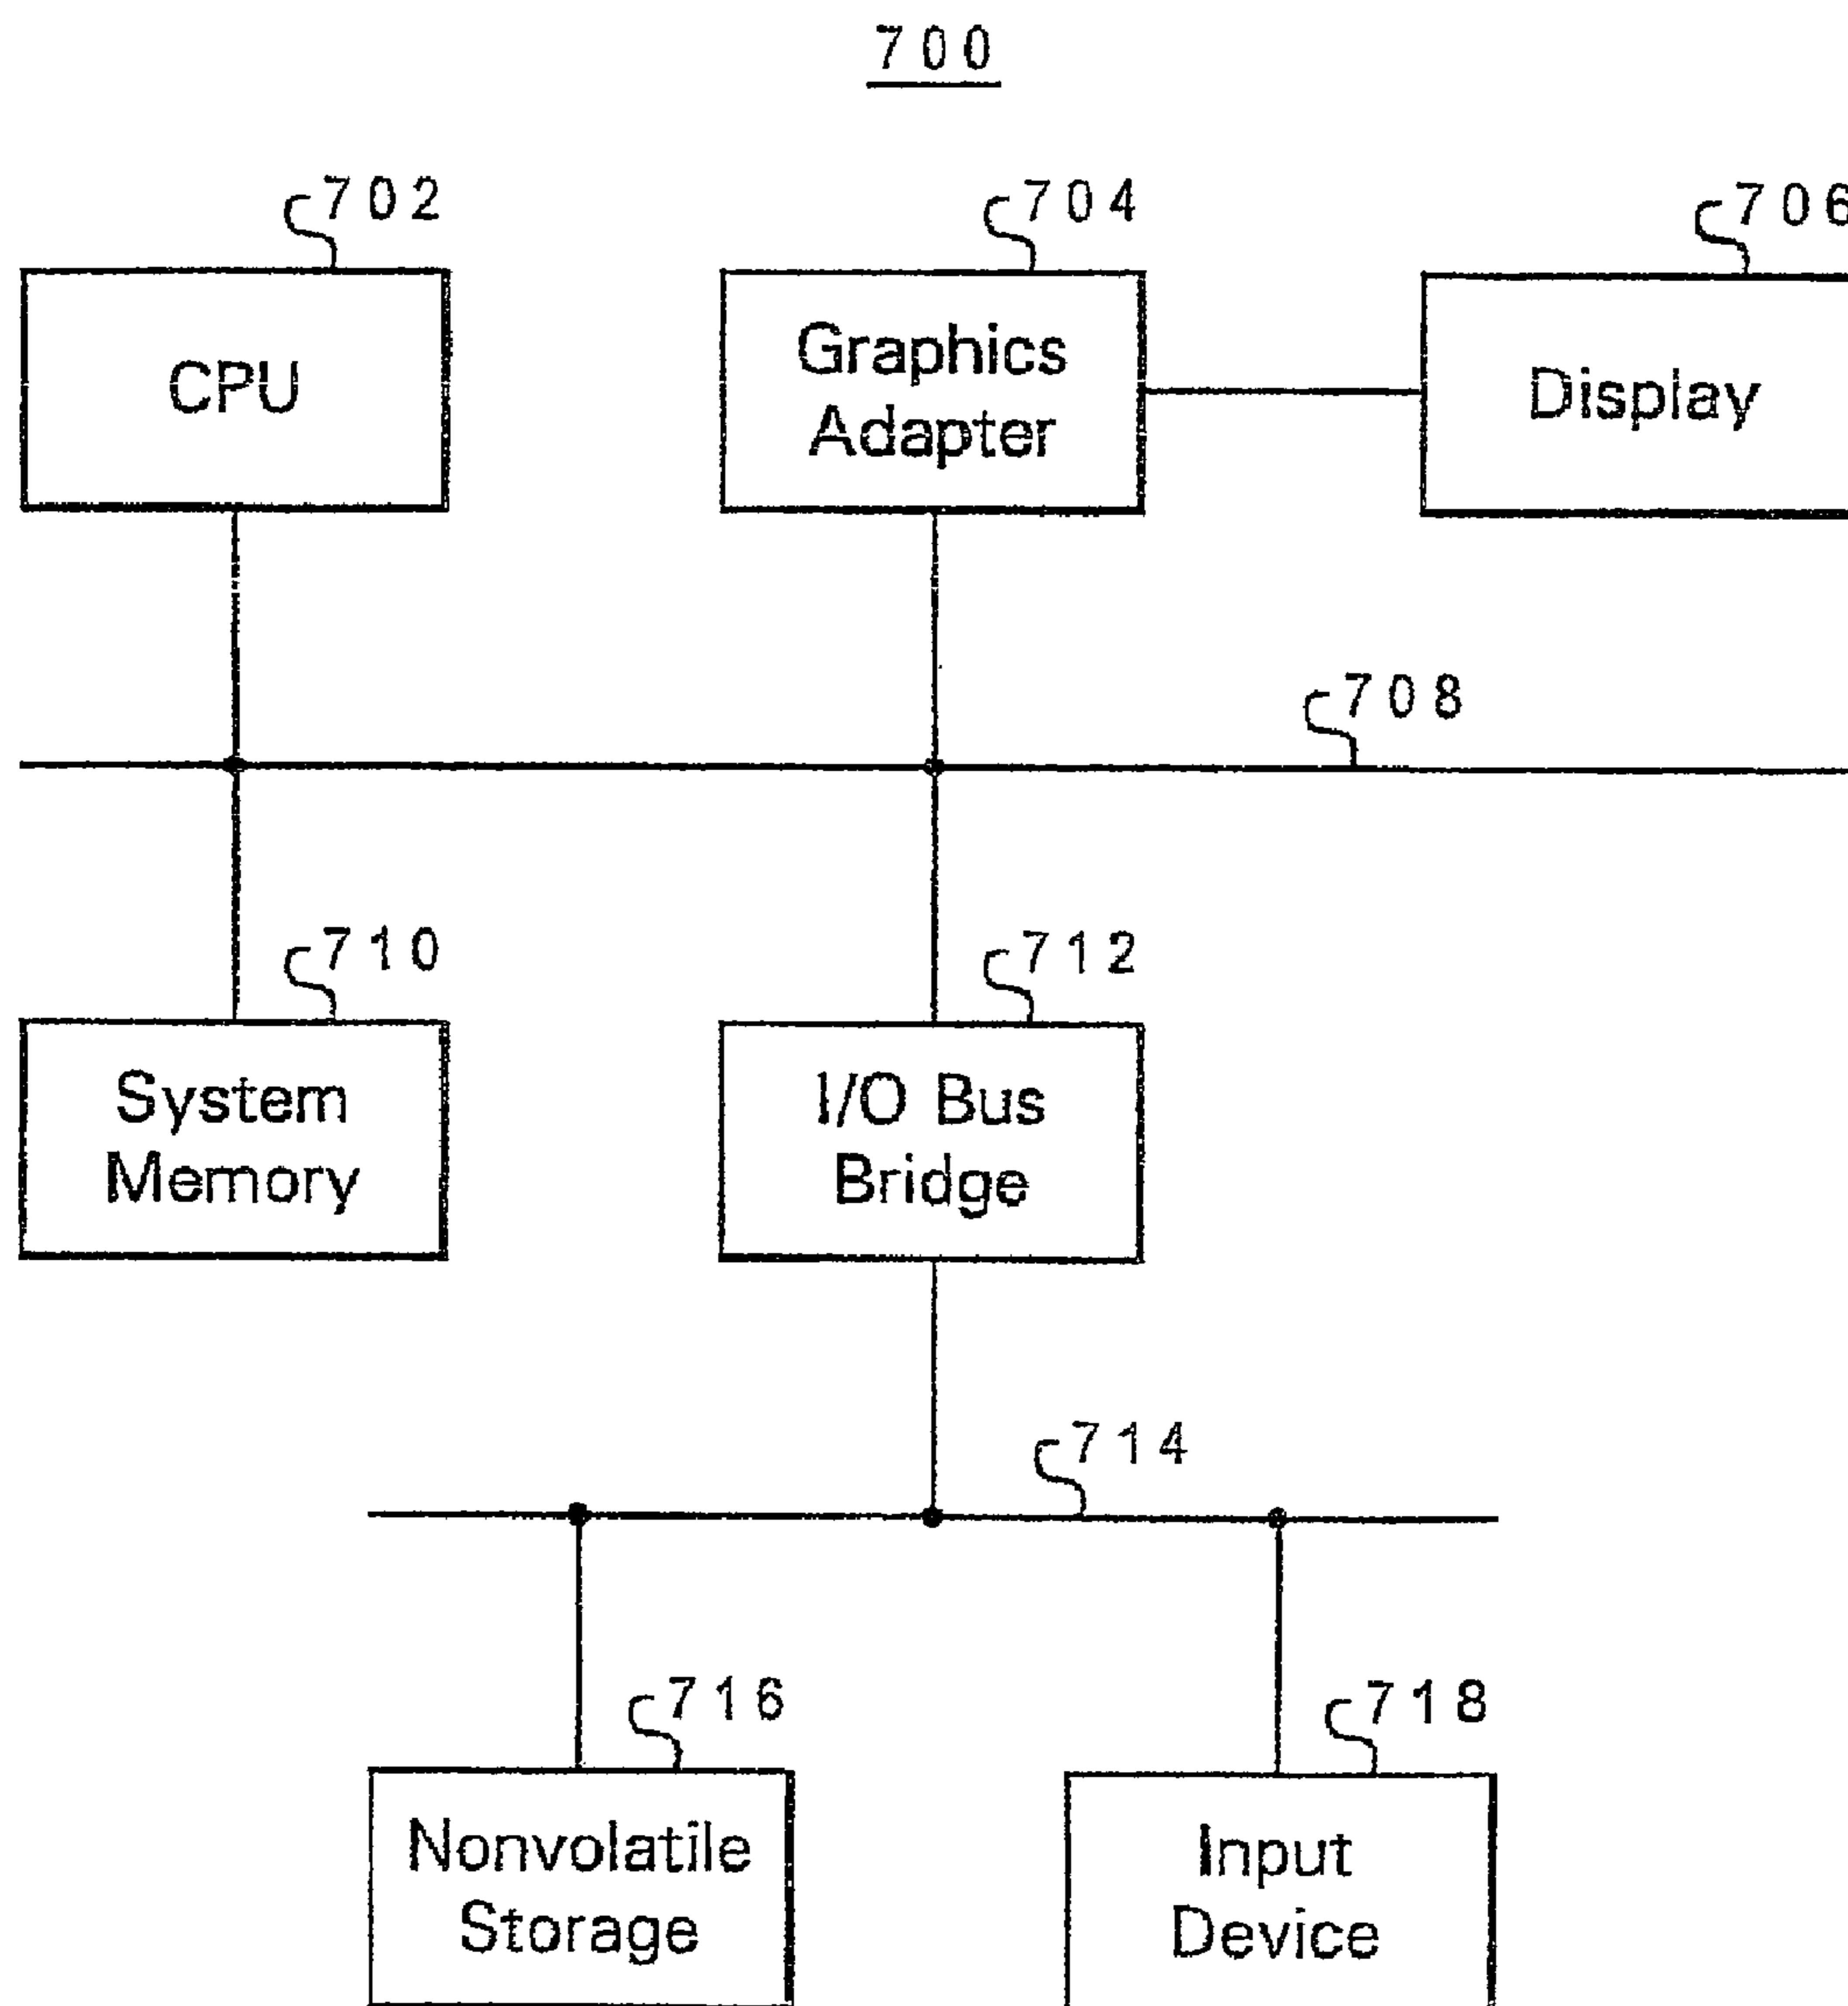 700
702
704
706
CPU
Graphics
Adapter
Display
708
710
712
System
Memory
I/O Bus
Bridge
714
716
718
Nonvolatile
Storage
Input
Device